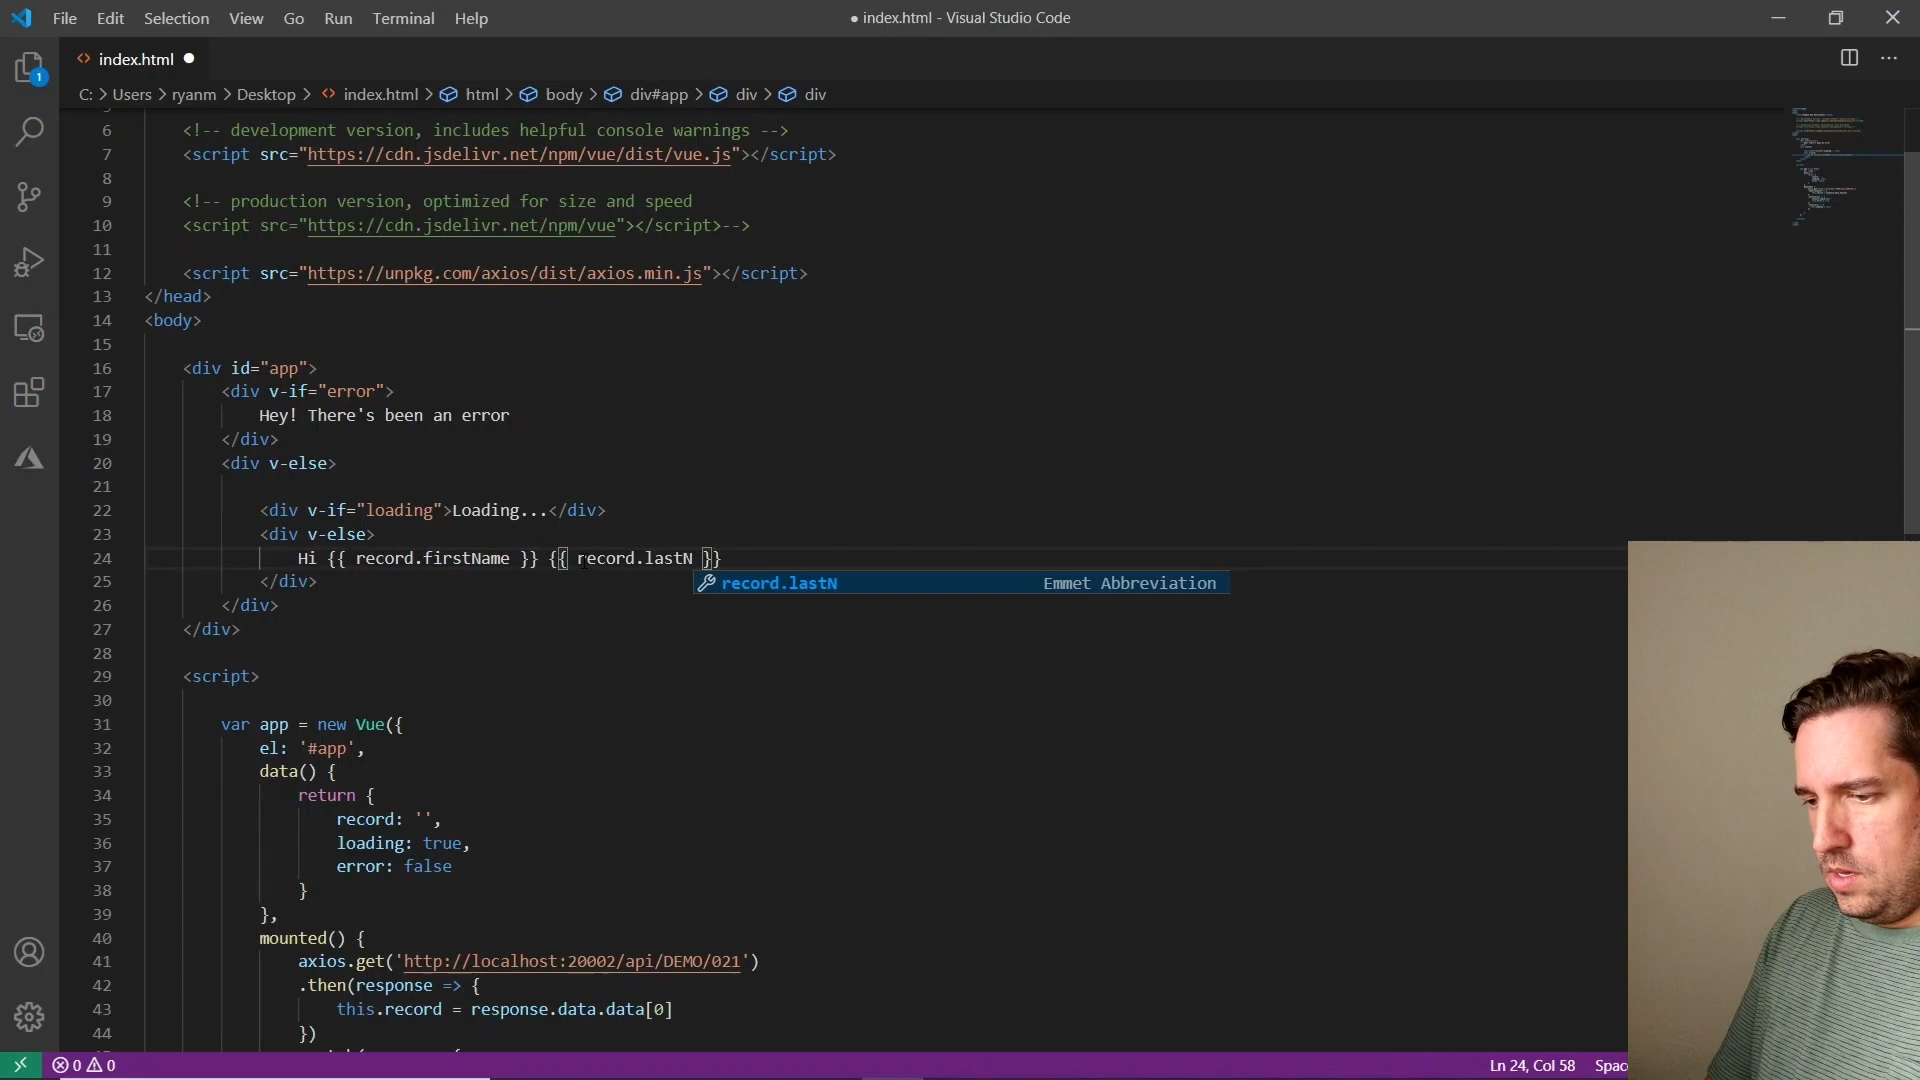 File Edit Selection View Go Run Terminal Help
● index.html - Visual Studio Code
index.html
1
C: > Users > ryanm > Desktop > index.html > html > body > div#app > div > div
6 <!-- development version, includes helpful console warnings -->
7 <script src="https://cdn.jsdelivr.net/npm/vue/dist/vue.js"></script>
8
9 <!-- production version, optimized for size and speed
10 <script src="https://cdn.jsdelivr.net/npm/vue"></script>-->
11
12 <script src="https://unpkg.com/axios/dist/axios.min.js"></script>
13 </head>
14 <body>
15
16 <div id="app">
17 <div v-if="error">
18 Hey! There's been an error
19 </div>
20 <div v-else>
21
22 <div v-if="loading">Loading...</div>
23 <div v-else>
24 Hi {{ record.firstName }} {{ record.lastN }}
record.lastN Emmet Abbreviation
25 </div>
26 </div>
27 </div>
28
29 <script>
30
31 var app = new Vue({
32 el: '#app',
33 data() {
34 return {
35 record: '',
36 loading: true,
37 error: false
38 }
39 },
40 mounted() {
41 axios.get('http://localhost:20002/api/DEMO/021')
42 .then(response => {
43 this.record = response.data.data[0]
44 })
0 0
Ln 24, Col 58